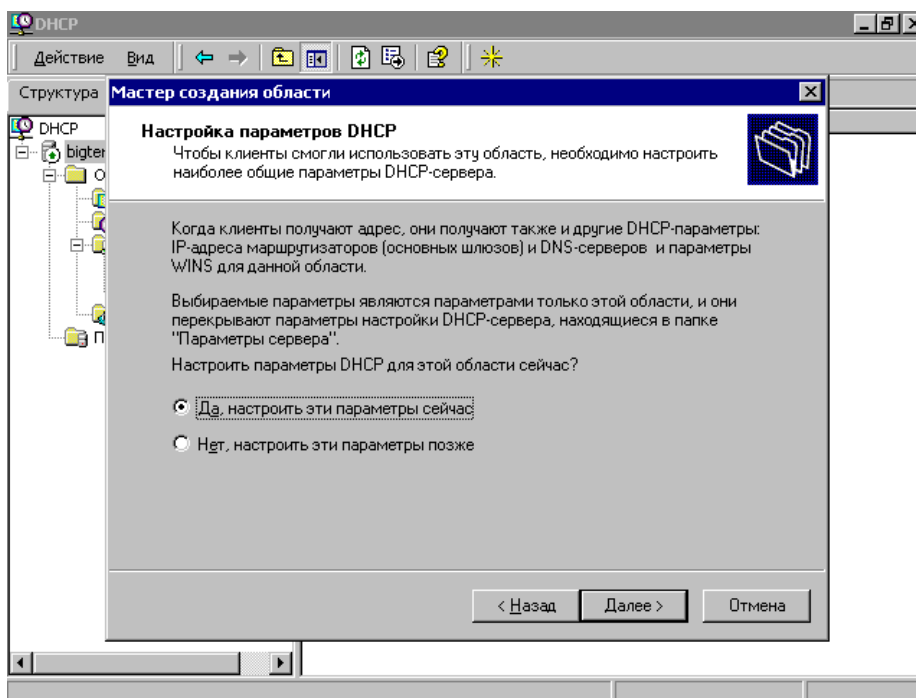 DHCP
Действие Вид
Структура
Мастер создания области
DHCP
bigter
Настройка параметров DHCP
Чтобы клиенты смогли использовать эту область, необходимо настроить
наиболее общие параметры DHCP-сервера.
Когда клиенты получают адрес, они получают также и другие DHCP-параметры:
IP-адреса маршрутизаторов (основных шлюзов) и DNS-серверов и параметры
WINS для данной области.
Выбираемые параметры являются параметрами только этой области, и они
перекрывают параметры настройки DHCP-сервера, находящиеся в папке
"Параметры сервера".
Настроить параметры DHCP для этой области сейчас?
Да, настроить эти параметры сейчас
Нет, настроить эти параметры позже
< Назад Далее > Отмена